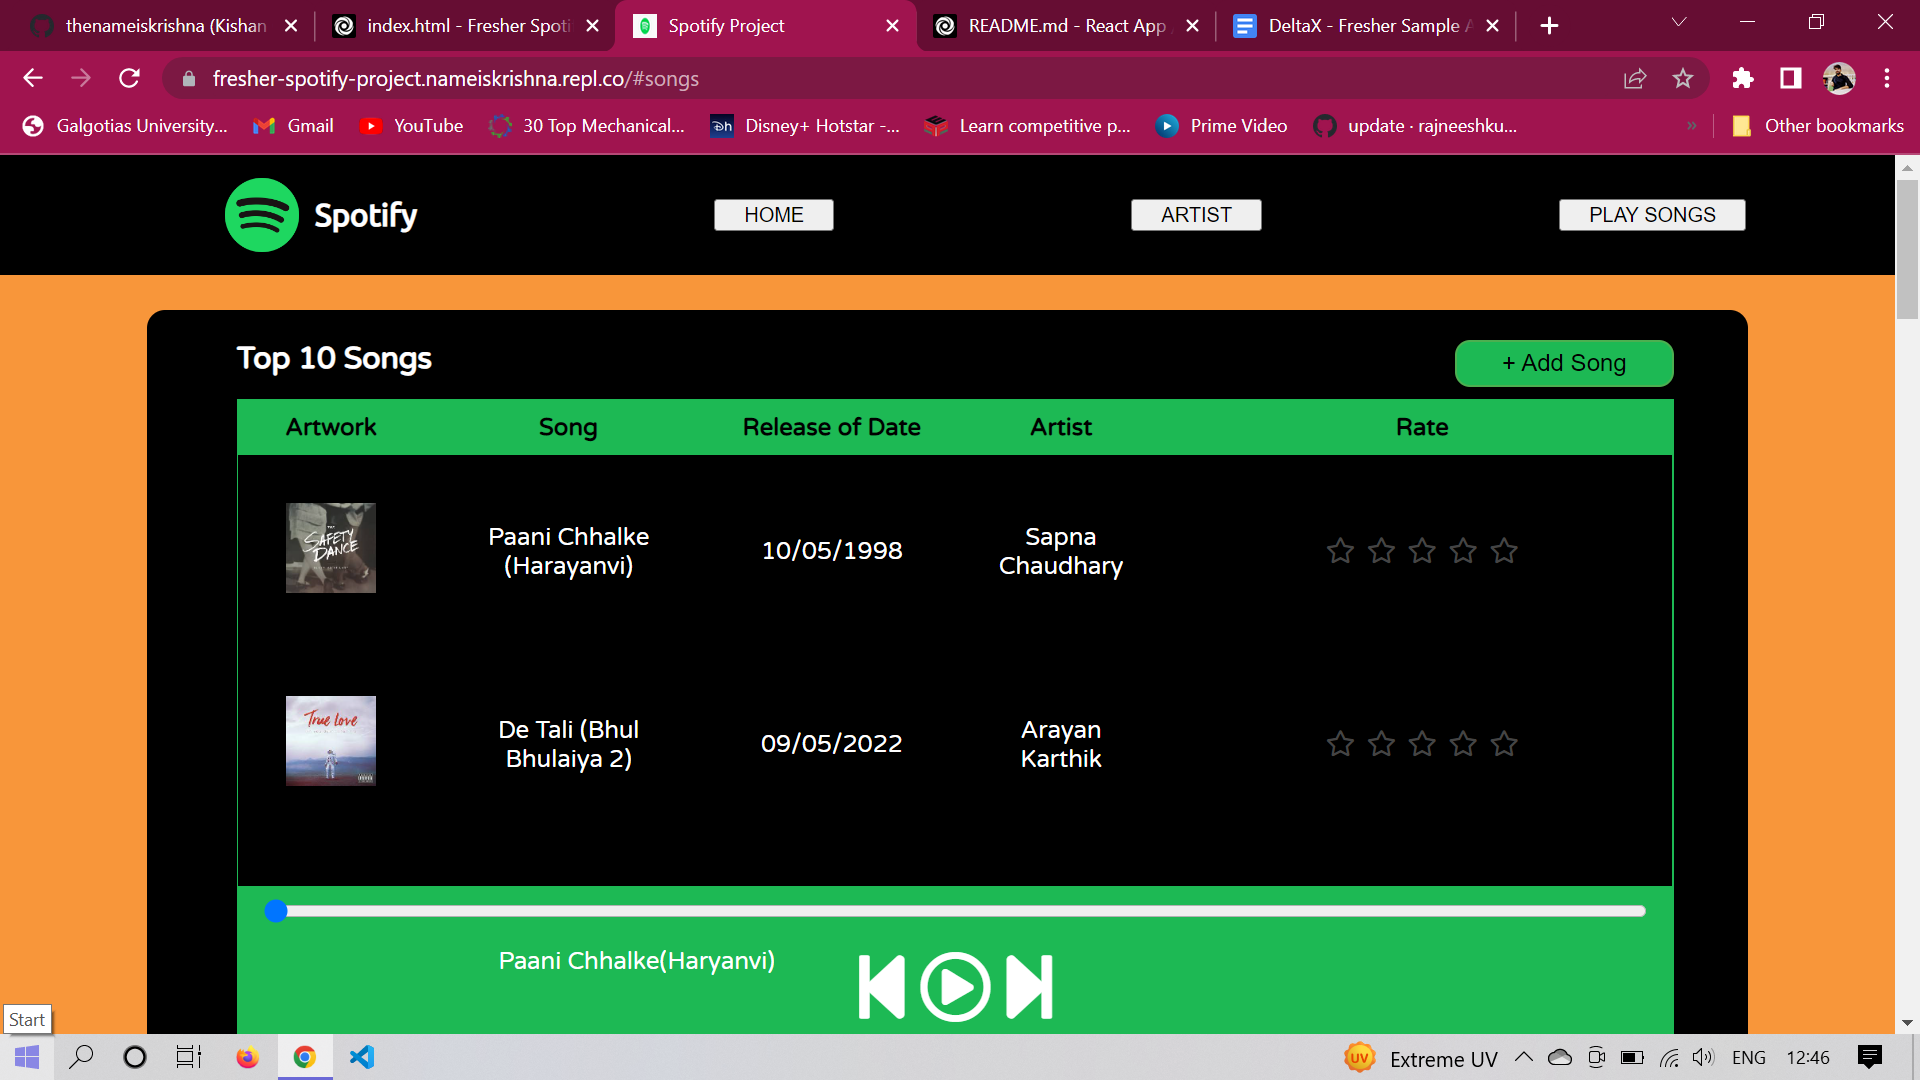 thenameiskrishna (Kishan
index.html - Fresher Spoti
Spotify Project
README.md - React App
DeltaX - Fresher Sample A
fresher-spotify-project.nameiskrishna.repl.co/#songs
Galgotias University...
Gmail
YouTube
30 Top Mechanical...
Disney+ Hotstar -...
Learn competitive p...
Prime Video
update · rajneeshku...
»
Other bookmarks
Spotify
HOME
ARTIST
PLAY SONGS
Top 10 Songs
+ Add Song
Artwork Song Release of Date Artist Rate
SAFETY
DANCE
Paani Chhalke
(Harayanvi)
10/05/1998
Sapna
Chaudhary
True love
De Tali (Bhul
Bhulaiya 2)
09/05/2022
Arayan
Karthik
Paani Chhalke(Haryanvi)
Start
UV
Extreme UV
ENG
12:46